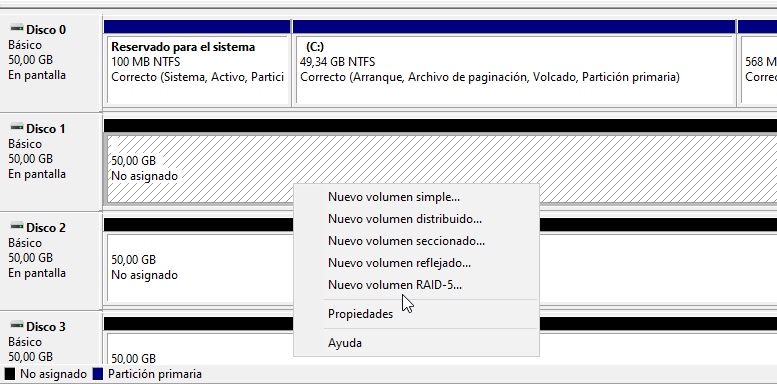 Disco 0
Básico
50,00 GB
En pantalla
Reservado para el sistema
100 MB NTFS
Correcto (Sistema, Activo, Partici
(C:)
49,34 GB NTFS
Correcto (Arranque, Archivo de paginación, Volcado, Partición primaria)
568 M
Correc
Disco 1
Básico
50,00 GB
En pantalla
50,00 GB
No asignado
Nuevo volumen simple...
Nuevo volumen distribuido...
Nuevo volumen seccionado...
Nuevo volumen reflejado...
Nuevo volumen RAID-5...
Propiedades
Ayuda
Disco 2
Básico
50,00 GB
En pantalla
50,00 GB
No asignado
Disco 3
Básico
50,00 GB
50,00 GB
No asignado
Partición primaria